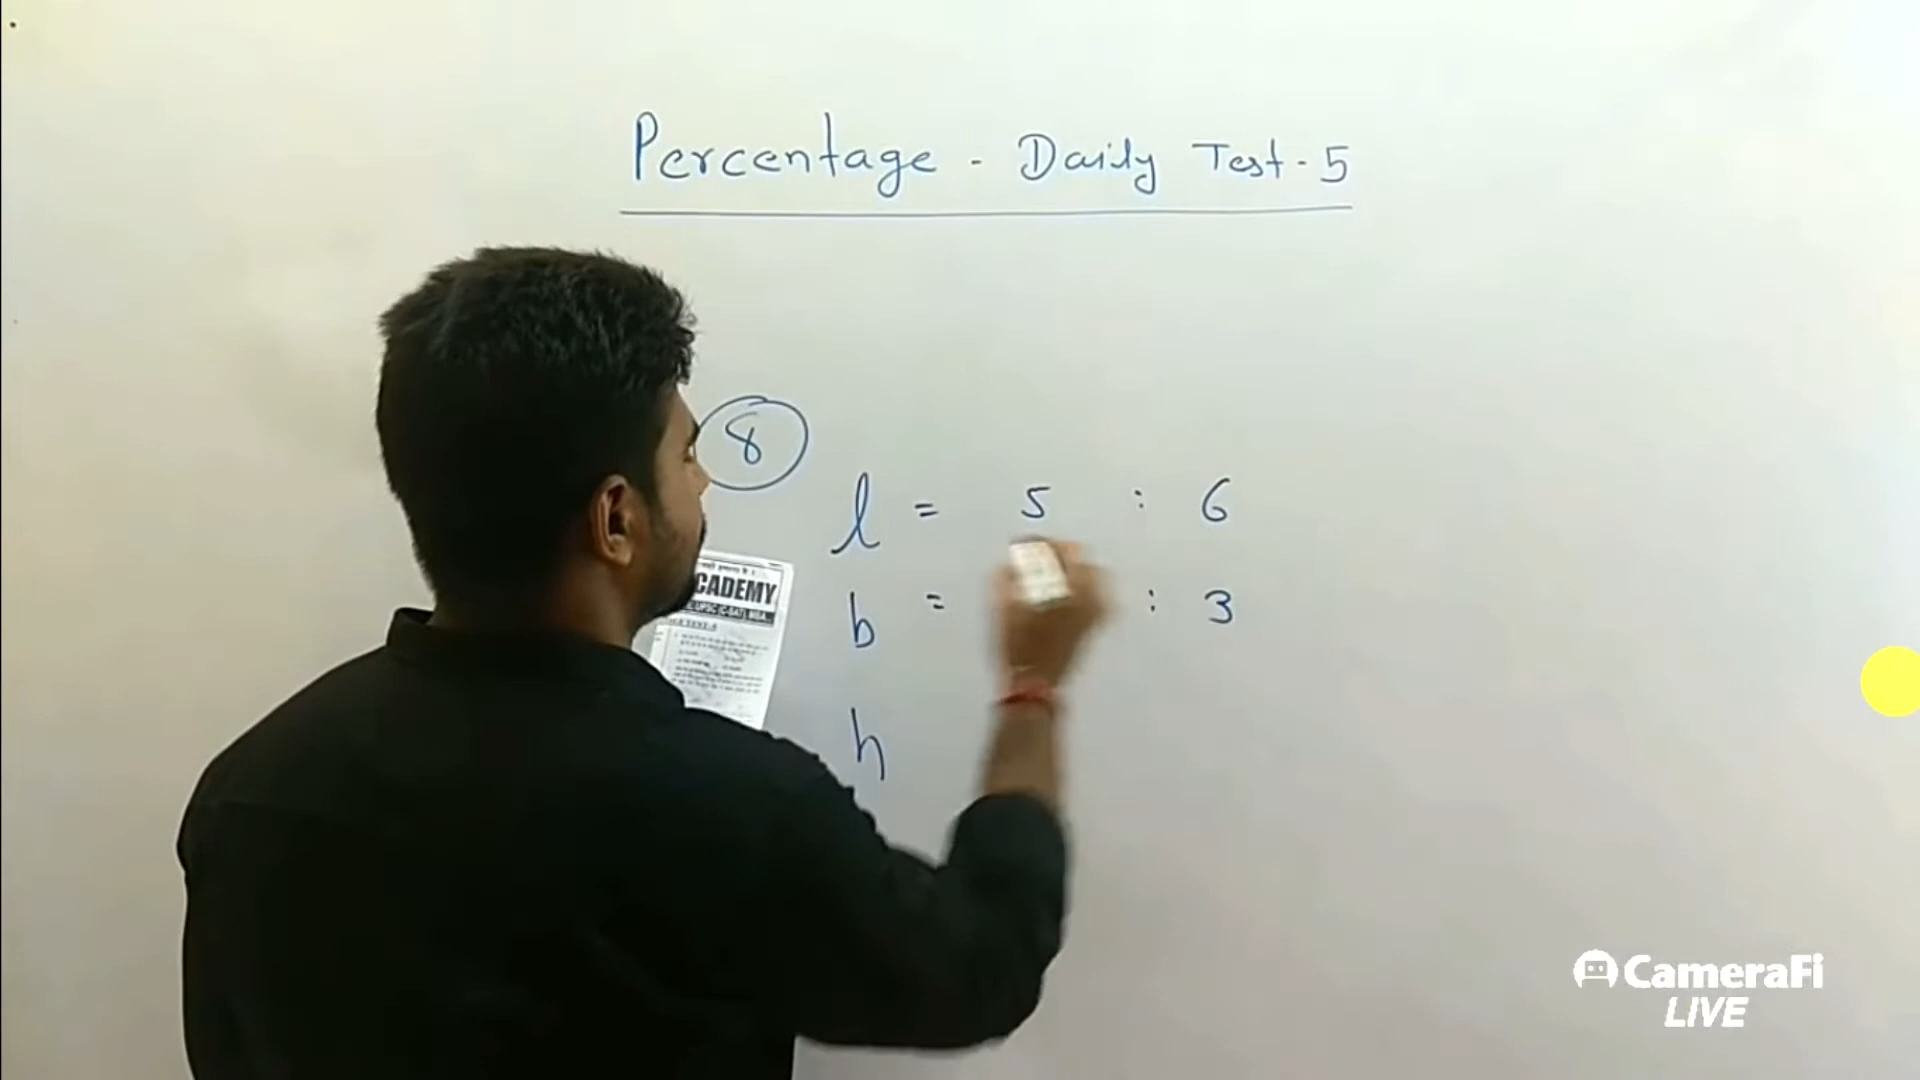 Percentage - Daily Test - 5
8
l = 5 : 6
b = : 3
h
CADEMY
CameraFi
LIVE